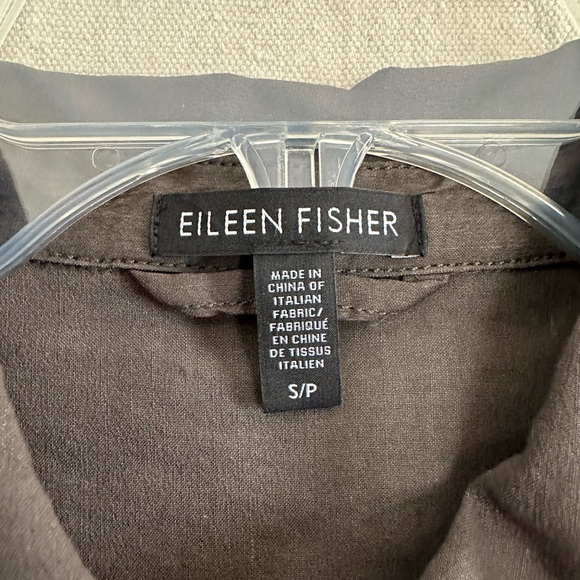 EILEEN FISHER
MADE IN
CHINA OF
ITALIAN
FABRIC/
FABRIQUÉ
EN CHINE
DE TISSUS
ITALIEN
S/P